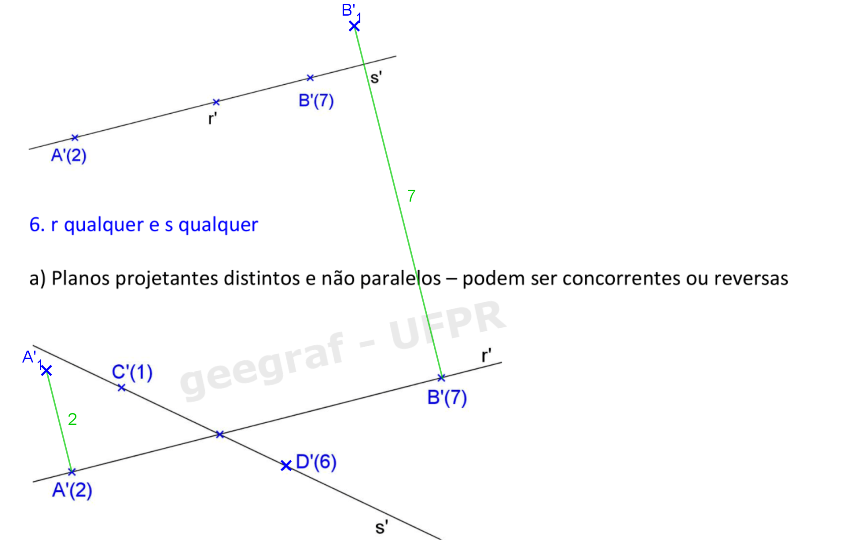 B'1
s'
B'(7)
r'
A'(2)
7
6. r qualquer e s qualquer
a) Planos projetantes distintos e não paralelos – podem ser concorrentes ou reversas
geegraf - UFPR
A'1
C'(1)
r'
B'(7)
2
D'(6)
A'(2)
s'